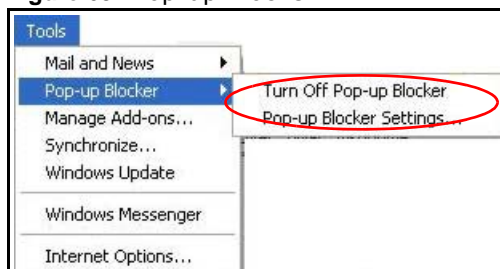 Tools
Mail and News
Pop-up Blocker
Turn Off Pop-up Blocker
Pop-up Blocker Settings...
Manage Add-ons...
Synchronize...
Windows Update
Windows Messenger
Internet Options...